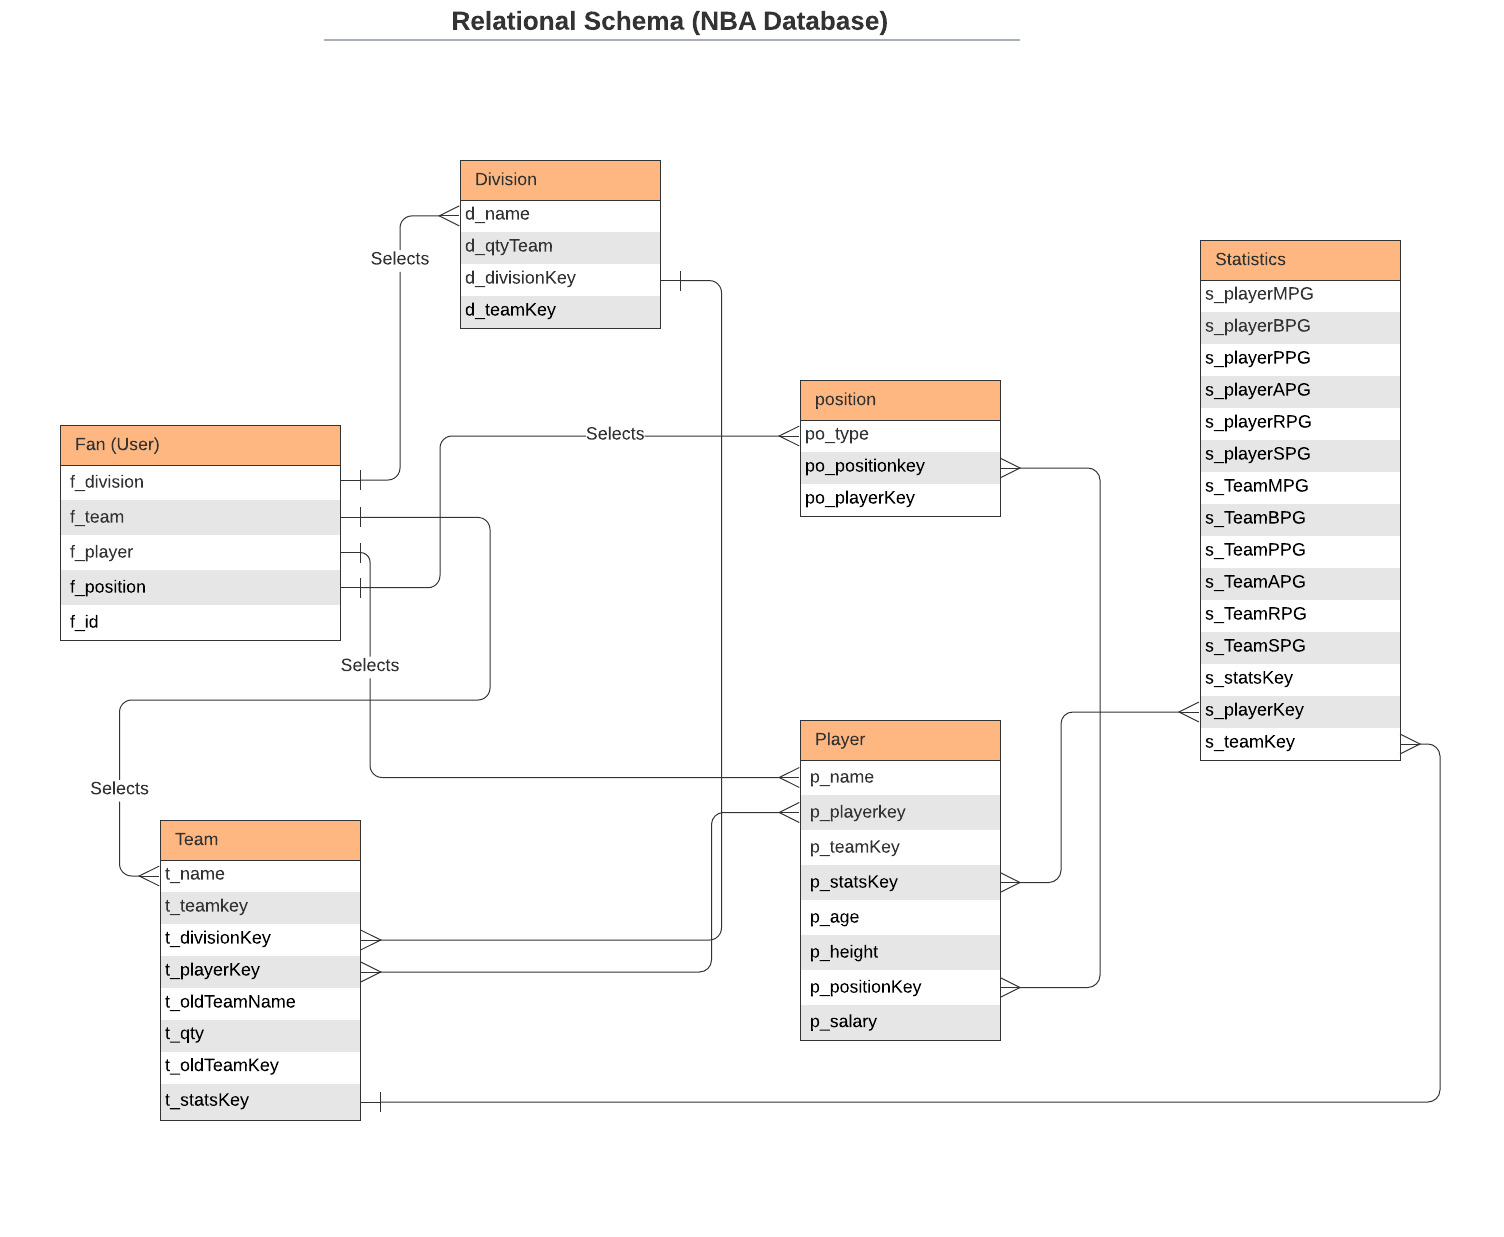 Relational Schema (NBA Database)
Division
d_name
d_qtyTeam
d_divisionKey
d_teamKey
Selects
Statistics
s_playerMPG
s_playerBPG
s_playerPPG
s_playerAPG
s_playerRPG
s_playerSPG
s_TeamMPG
s_TeamBPG
s_TeamPPG
s_TeamAPG
s_TeamRPG
s_TeamSPG
s_statsKey
s_playerKey
s_teamKey
position
po_type
po_positionkey
po_playerKey
Selects
Fan (User)
f_division
f_team
f_player
f_position
f_id
Selects
Player
p_name
p_playerkey
p_teamKey
p_statsKey
p_age
p_height
p_positionKey
p_salary
Selects
Team
t_name
t_teamkey
t_divisionKey
t_playerKey
t_oldTeamName
t_qty
t_oldTeamKey
t_statsKey